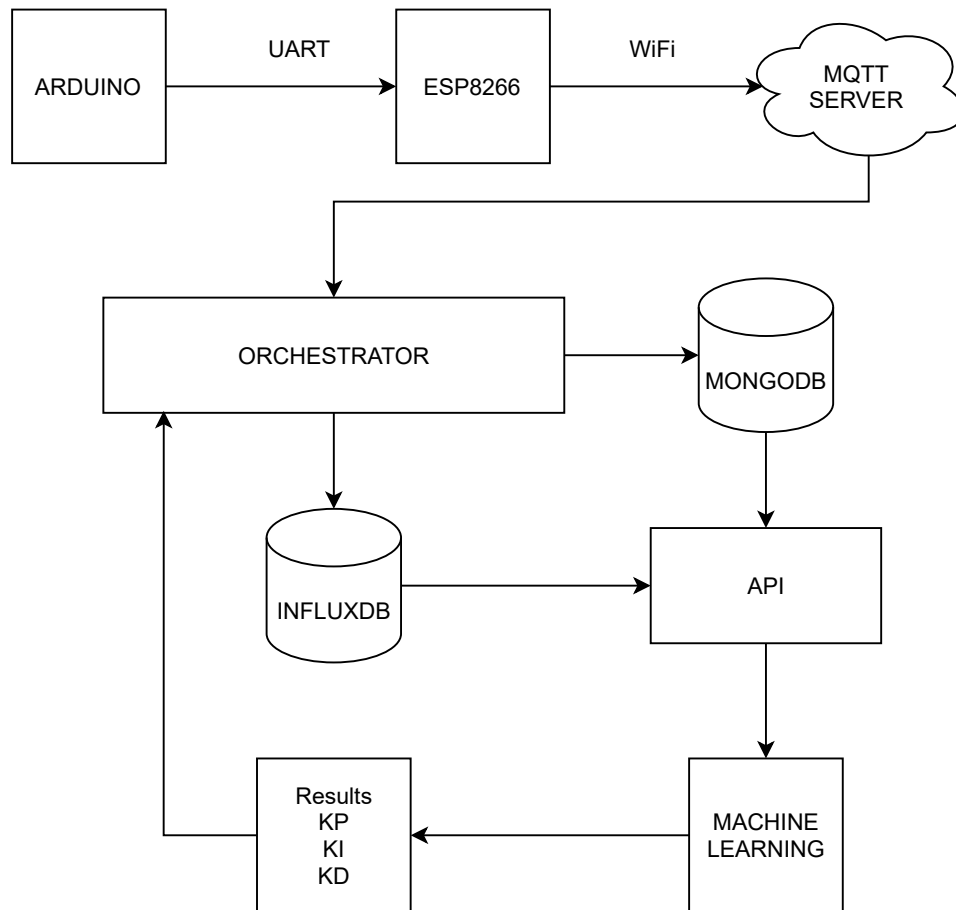 UART
WiFi
ARDUINO
ESP8266
MQTT
SERVER
ORCHESTRATOR
MONGODB
INFLUXDB
API
Results
KP
KI
KD
MACHINE
LEARNING